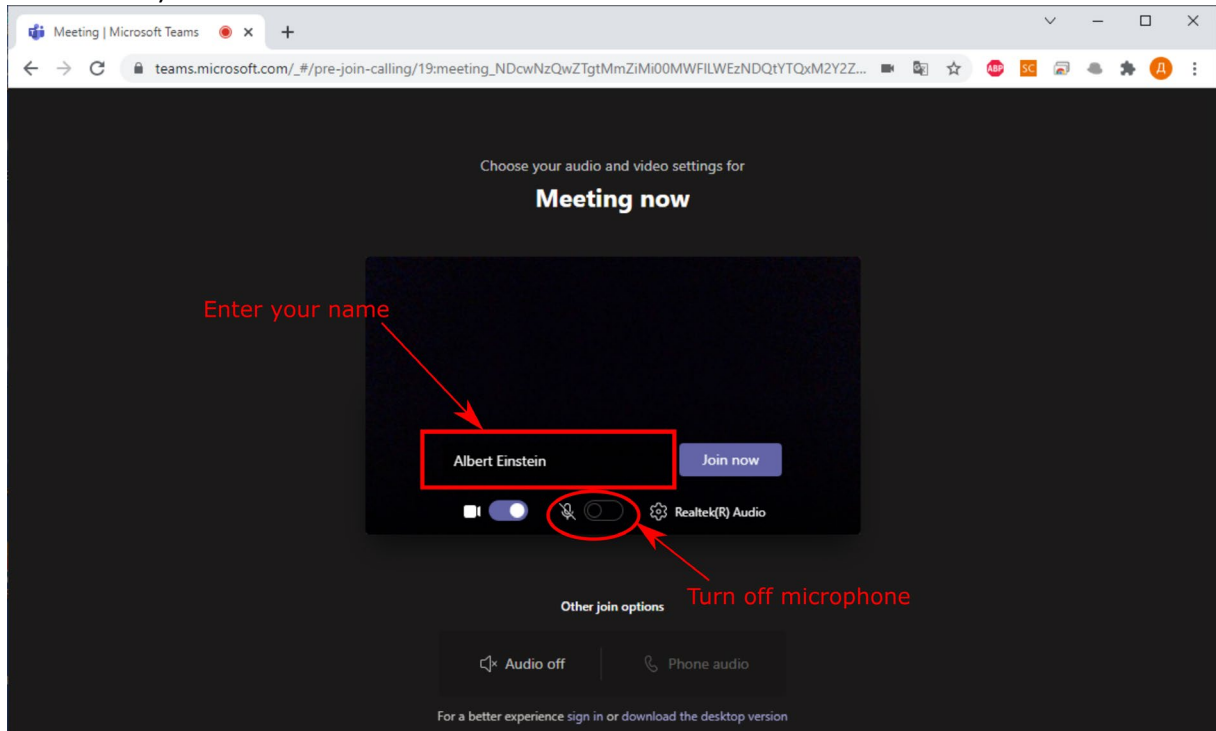 Meeting | Microsoft Teams
teams.microsoft.com/_#/pre-join-calling/19:meeting_NDcwNzQwZTgtMmZiMi00MWFlLWEzNDQtYTQxM2Y2Z...
ABP
SC
Д
Choose your audio and video settings for
Meeting now
Enter your name
Albert Einstein
Join now
Realtek(R) Audio
Turn off microphone
Other join options
Audio off
Phone audio
For a better experience sign in or download the desktop version